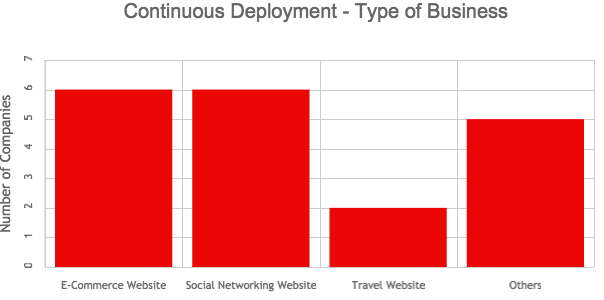 Continuous Deployment - Type of Business
Number of Companies
7
6
5
4
3
2
1
0
E-Commerce Website
Social Networking Website
Travel Website
Others